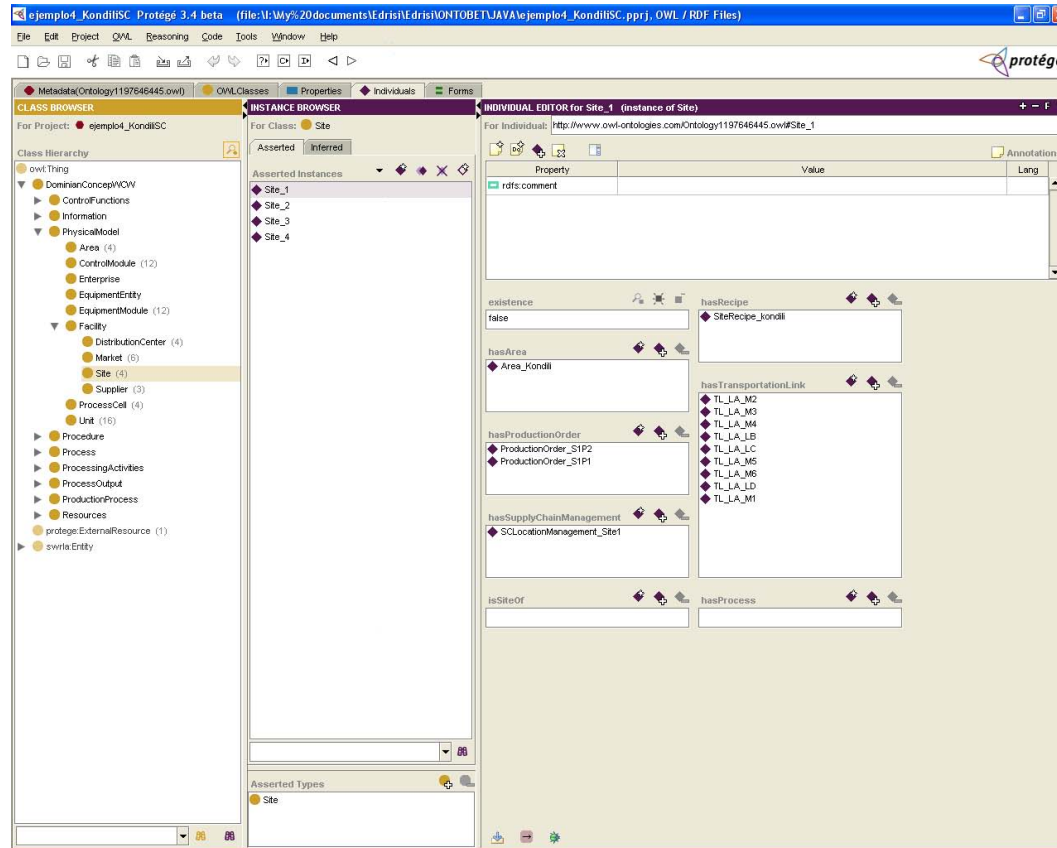 ejemplo4_KondiliSC Protégé 3.4 beta (file:\I:\My%20documents\Edrisi\Edrisi\ONTOBET\JAVA\ejemplo4_KondiliSC.pprj, OWL / RDF Files)
File Edit Project OWL Reasoning Code Tools Window Help
protégé
Metadata(Ontology1197646445.owl) OWLClasses Properties Individuals Forms
CLASS BROWSER
For Project: ejemplo4_KondiliSC
Class Hierarchy
owl:Thing
DominianConcepWCW
ControlFunctions
Information
PhysicalModel
Area (4)
ControlModule (12)
Enterprise
EquipmentEntity
EquipmentModule (12)
Facility
DistributionCenter (4)
Market (6)
Site (4)
Supplier (3)
ProcessCell (4)
Unit (16)
Procedure
Process
ProcessingActivities
ProcessOutput
ProductionProcess
Resources
protege:ExternalResource (1)
swrla:Entity
INSTANCE BROWSER
For Class: Site
Asserted Inferred
Asserted Instances
Site_1
Site_2
Site_3
Site_4
Asserted Types
Site
INDIVIDUAL EDITOR for Site_1 (instance of Site)
For Individual: http://www.owl-ontologies.com/Ontology1197646445.owl#Site_1
Annotation
Property Value Lang
rdfs:comment
existence
false
hasArea
Area_Kondili
hasProductionOrder
ProductionOrder_S1P2
ProductionOrder_S1P1
hasSupplyChainManagement
SCLocationManagement_Site1
isSiteOf
hasRecipe
SiteRecipe_kondili
hasTransportationLink
TL_LA_M2
TL_LA_M3
TL_LA_M4
TL_LA_LB
TL_LA_LC
TL_LA_M5
TL_LA_M6
TL_LA_LD
TL_LA_M1
hasProcess